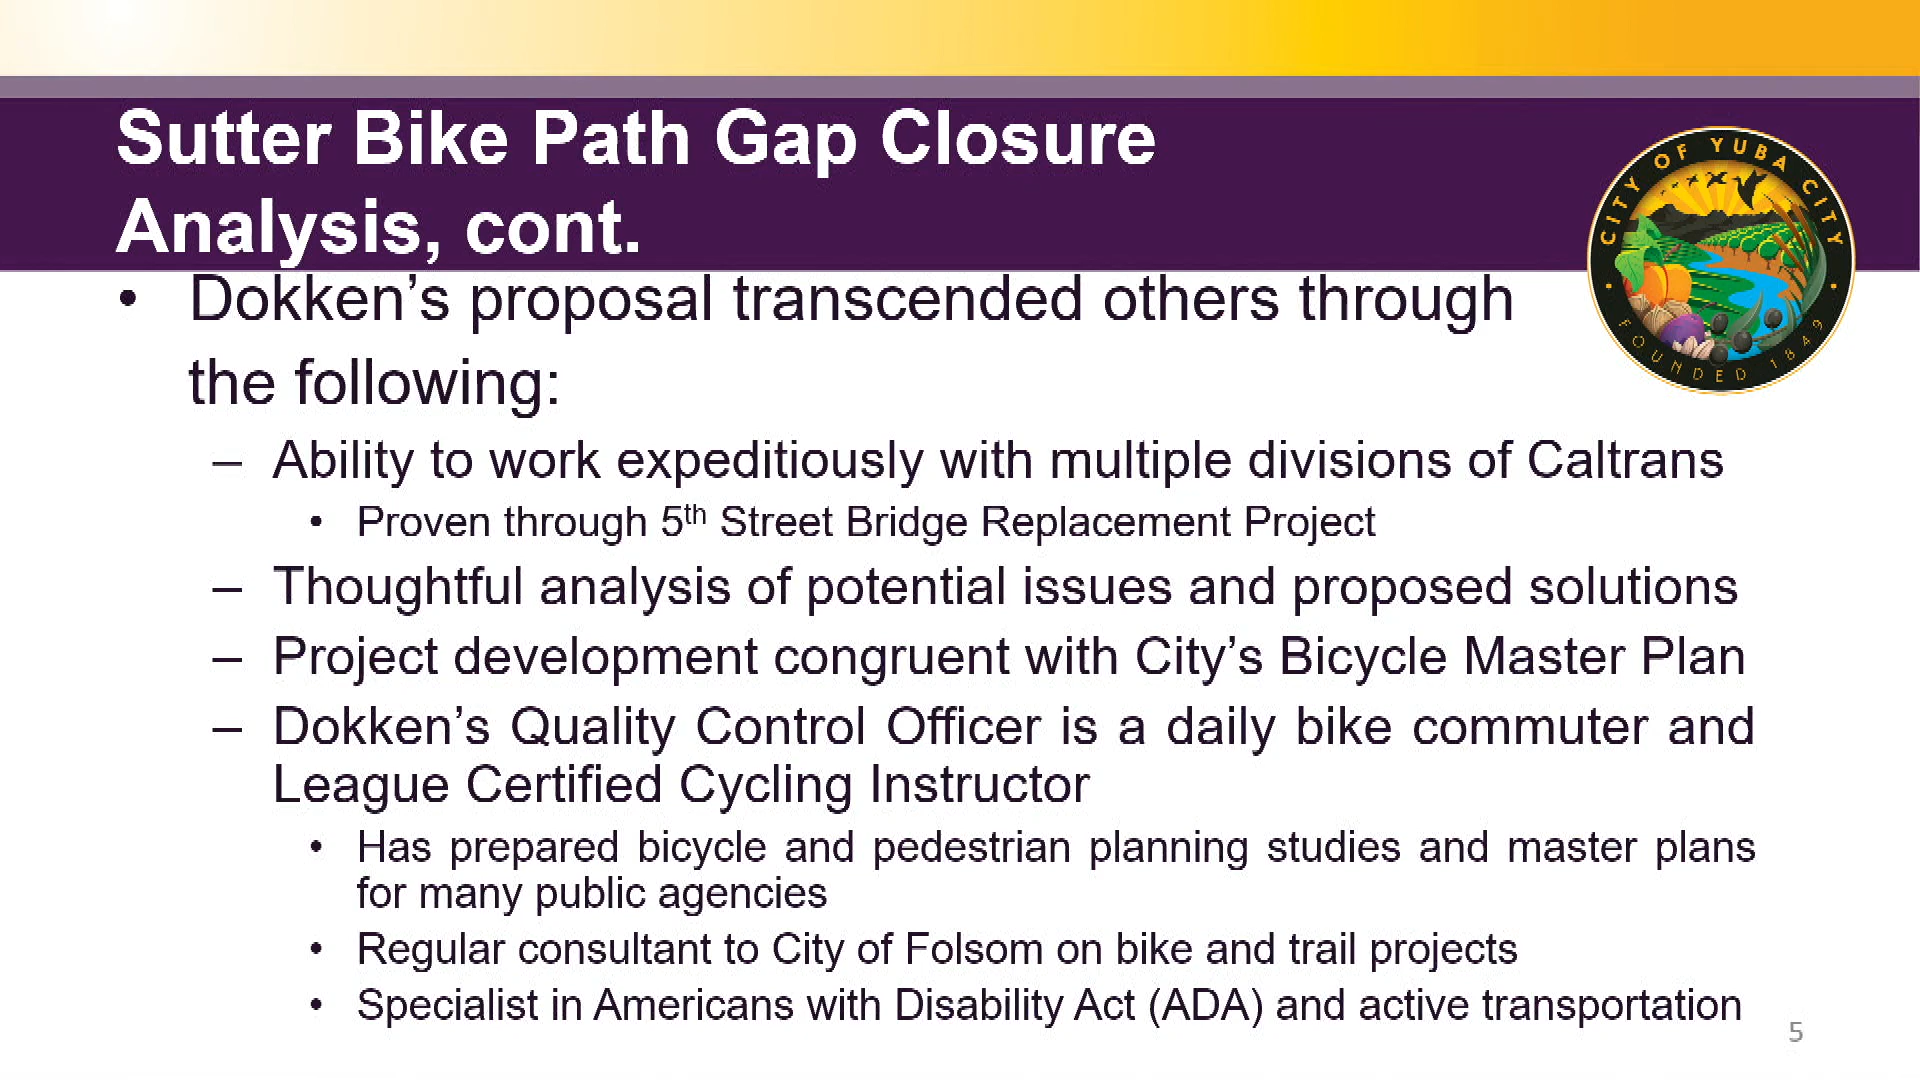 Sutter Bike Path Gap Closure
Analysis, cont.
CITY OF YUBA CITY
FOUNDED 1849
• Dokken’s proposal transcended others through
the following:
– Ability to work expeditiously with multiple divisions of Caltrans
• Proven through 5th Street Bridge Replacement Project
– Thoughtful analysis of potential issues and proposed solutions
– Project development congruent with City’s Bicycle Master Plan
– Dokken’s Quality Control Officer is a daily bike commuter and
League Certified Cycling Instructor
• Has prepared bicycle and pedestrian planning studies and master plans
for many public agencies
• Regular consultant to City of Folsom on bike and trail projects
• Specialist in Americans with Disability Act (ADA) and active transportation
5